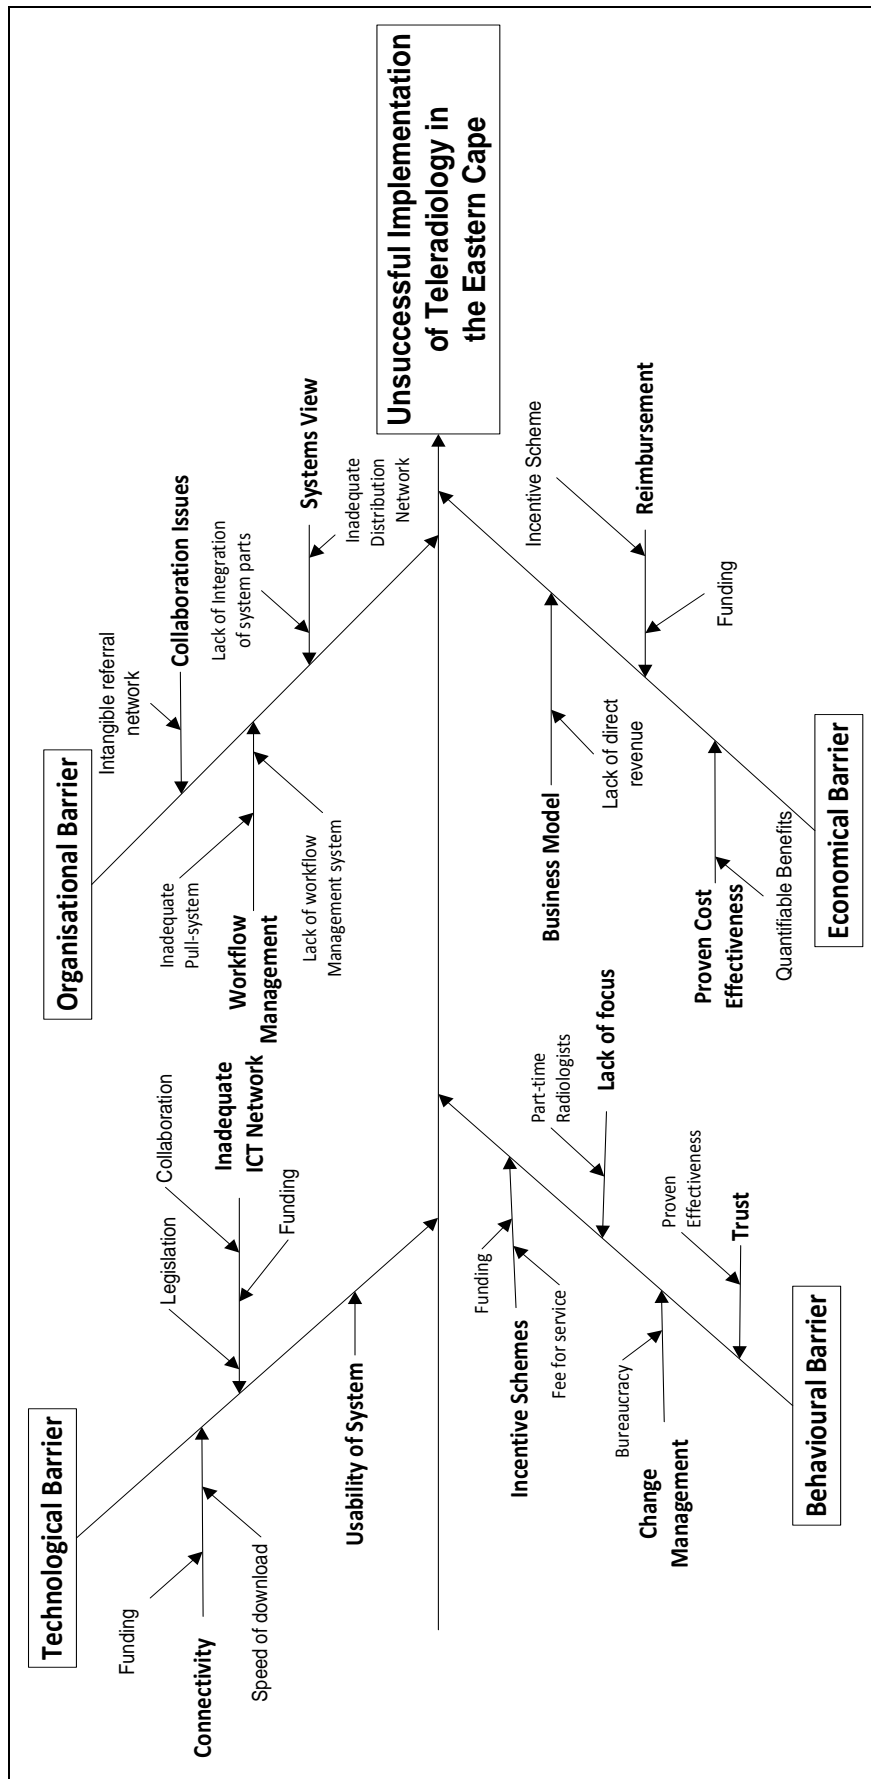 Technological Barrier
Funding
Connectivity
Speed of download
Legislation
Collaboration
Inadequate
ICT Network
Funding
Usability of System
Organisational Barrier
Intangible referral
network
Collaboration Issues
Inadequate
Pull-system
Workflow
Management
Lack of workflow
Management system
Lack of Integration
of system parts
Systems View
Inadequate
Distribution
Network
Unsuccessful Implementation
of Teleradiology in
the Eastern Cape
Behavioural Barrier
Funding
Incentive Schemes
Fee for service
Part-time
Radiologists
Lack of focus
Bureaucracy
Change
Management
Proven
Effectiveness
Trust
Economical Barrier
Business Model
Lack of direct
revenue
Incentive Scheme
Reimbursement
Funding
Proven Cost
Effectiveness
Quantifiable Benefits